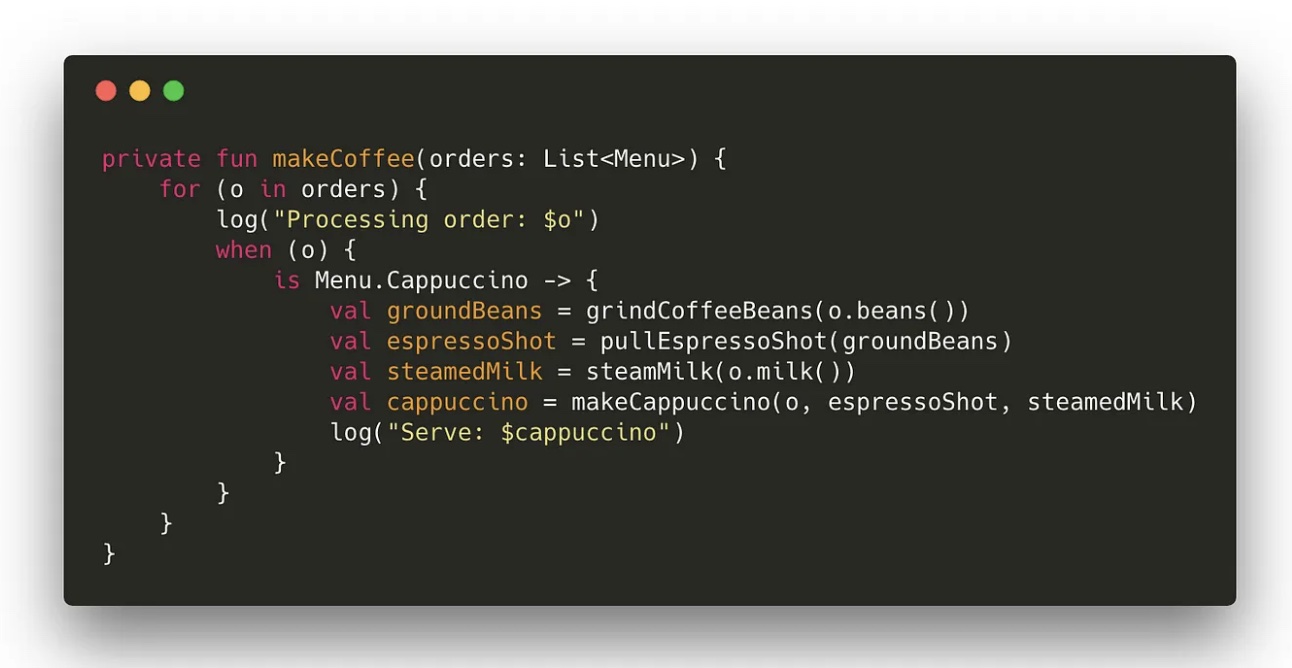 private fun makeCoffee(orders: List<Menu>) {
    for (o in orders) {
        log("Processing order: $o")
        when (o) {
            is Menu.Cappuccino -> {
                val groundBeans = grindCoffeeBeans(o.beans())
                val espressoShot = pullEspressoShot(groundBeans)
                val steamedMilk = steamMilk(o.milk())
                val cappuccino = makeCappuccino(o, espressoShot, steamedMilk)
                log("Serve: $cappuccino")
            }
        }
    }
}